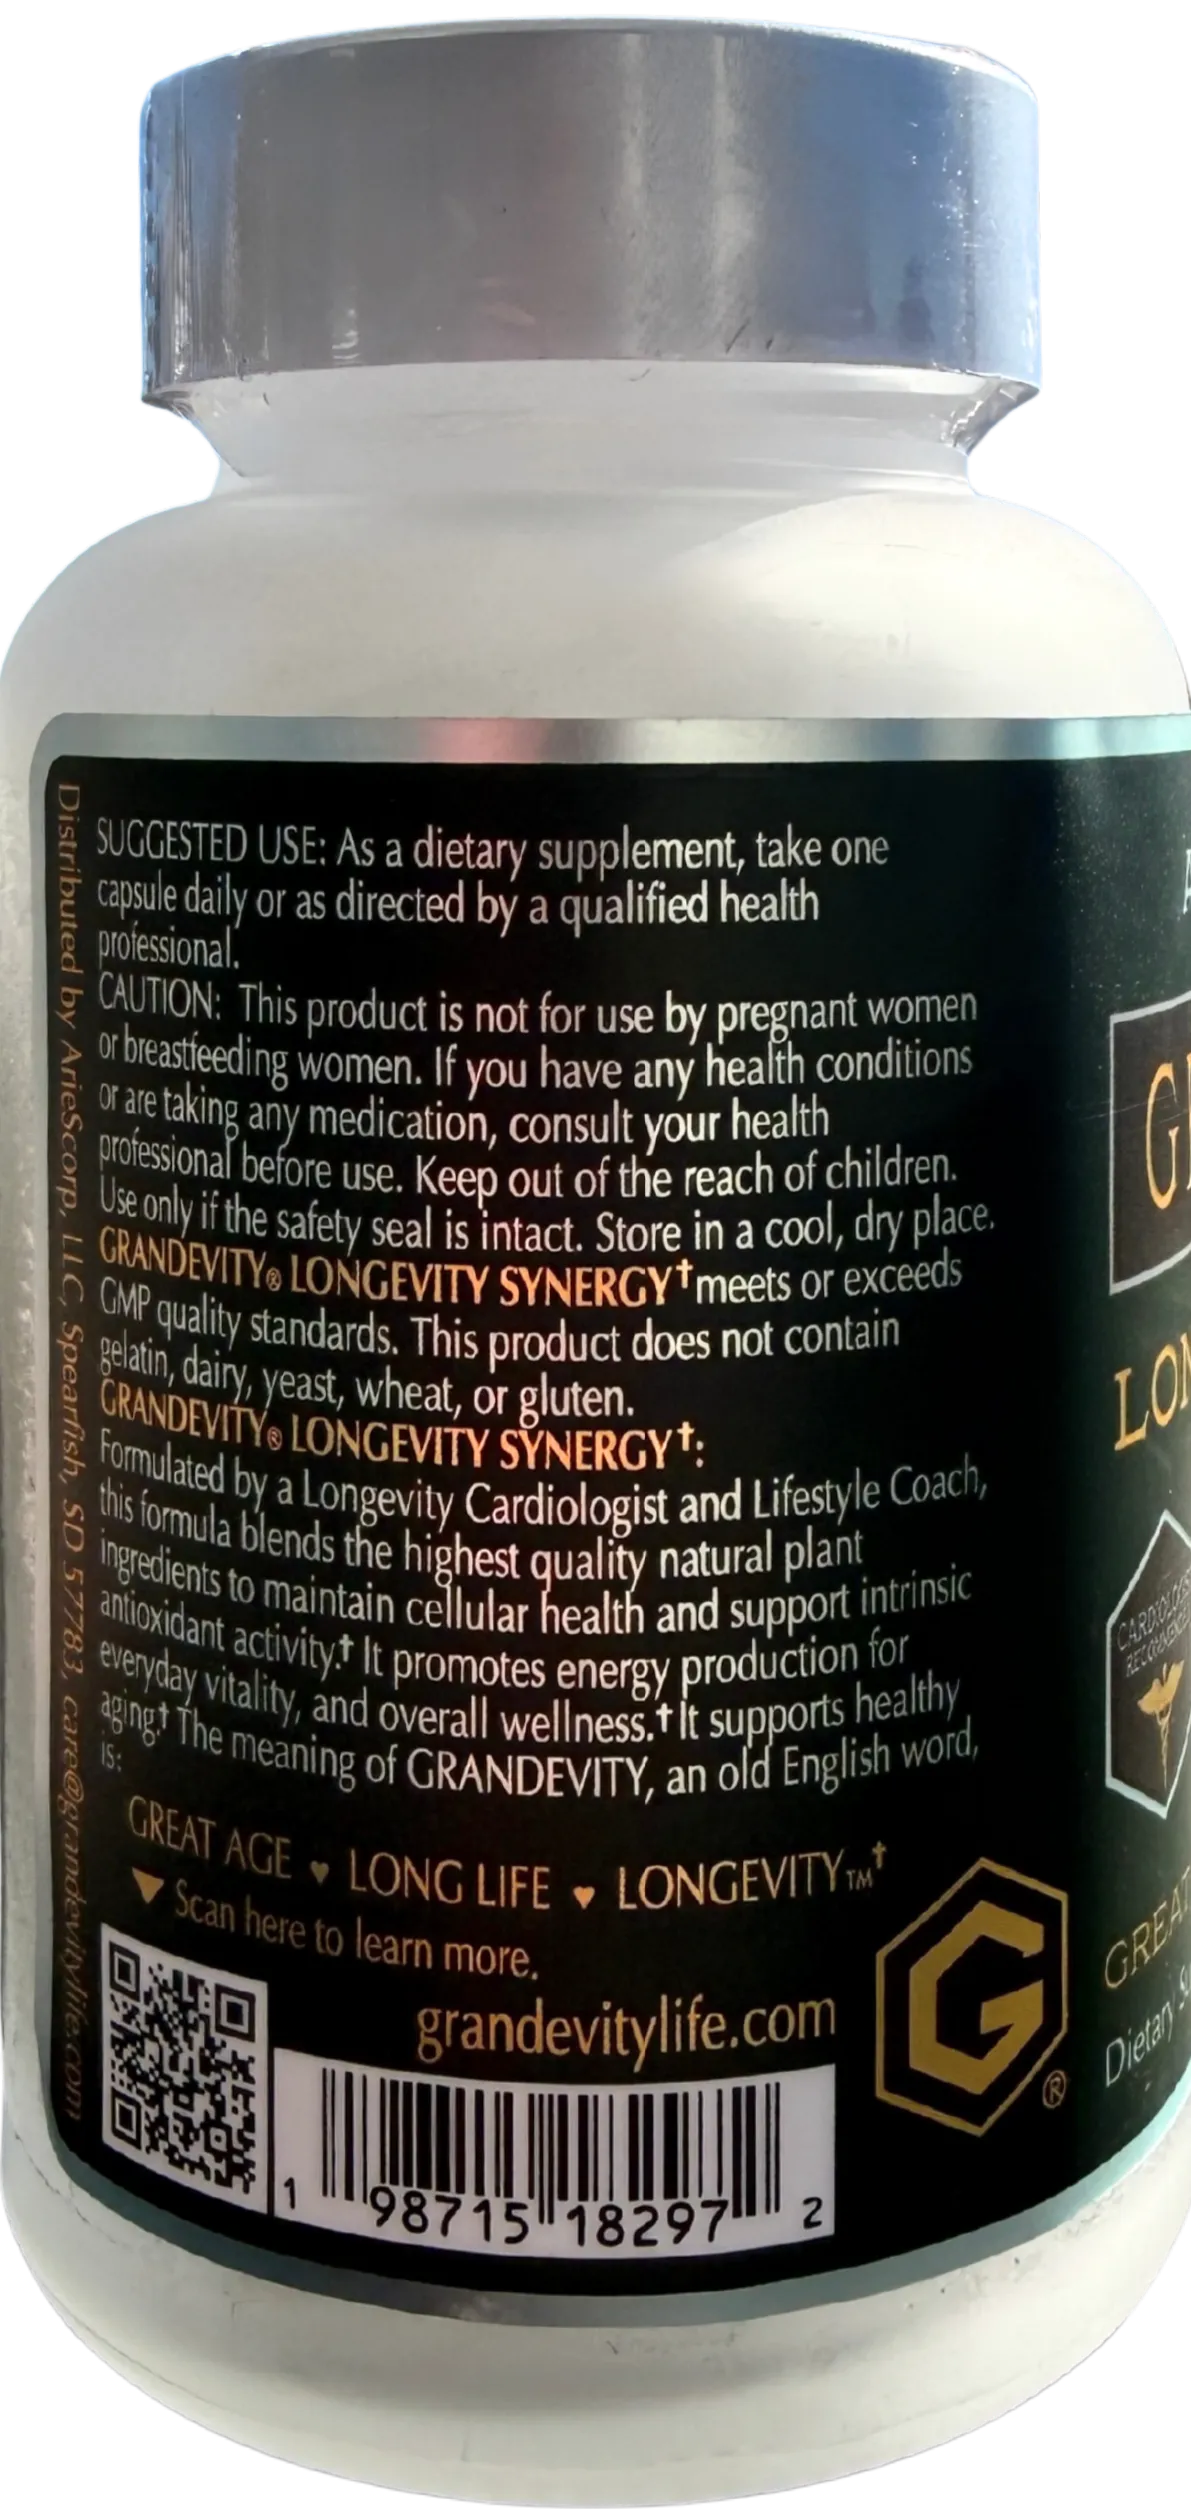 SUGGESTED USE: As a dietary supplement, take one
capsule daily or as directed by a qualified health
professional.
CAUTION: This product is not for use by pregnant women
or breastfeeding women. If you have any health conditions
or are taking any medication, consult your health
professional before use. Keep out of the reach of children.
Use only if the safety seal is intact. Store in a cool, dry place.
GRANDEVITY® LONGEVITY SYNERGY† meets or exceeds
GMP quality standards. This product does not contain
gelatin, dairy, yeast, wheat, or gluten.
GRANDEVITY® LONGEVITY SYNERGY†:
Formulated by a Longevity Cardiologist and Lifestyle Coach,
this formula blends the highest quality natural plant
ingredients to maintain cellular health and support intrinsic
antioxidant activity.† It promotes energy production for
everyday vitality, and overall wellness.† It supports healthy
aging.† The meaning of GRANDEVITY, an old English word,
is:
GREAT AGE ♥ LONG LIFE ♥ LONGEVITY™†
Scan here to learn more.
grandevitylife.com
1 98715 18297 2
Distributed by ArieScorp, LLC, Spearfish, SD 57783, care@grandevitylife.com
G®
CARDIOLOGIST
GREAT
Dietary